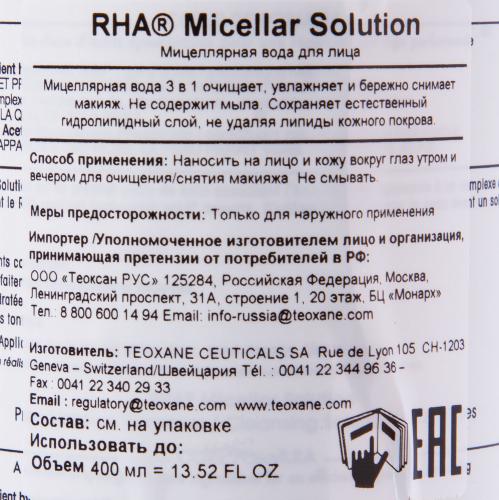 RHA® Micellar Solution
Мицеллярная вода для лица
Мицеллярная вода 3 в 1 очищает, увлажняет и бережно снимает
макияж. Не содержит мыла. Сохраняет естественный
гидролипидный слой, не удаляя липиды кожного покрова.
Способ применения: Наносить на лицо и кожу вокруг глаз утром и
вечером для очищения/снятия макияжа Не смывать.
Меры предосторожности: Только для наружного применения
Импортер /Уполномоченное изготовителем лицо и организация,
принимающая претензии от потребителей в РФ:
ООО «Теоксан РУС» 125284, Российская Федерация, Москва,
Ленинградский проспект, 31А, строение 1, 20 этаж, БЦ «Монарх»
Тел.: 8 800 600 14 94 Email: info-russia@teoxane.com
Изготовитель: TEOXANE CEUTICALS SA Rue de Lyon 105 CH-1203
Geneva – Switzerland/Швейцария Tél. : 0041 22 344 96 36 -
Fax : 0041 22 340 29 33
Email : regulatory@teoxane.com www.teoxane.com
Состав: см. на упаковке
Использовать до:
Объем 400 мл = 13.52 FL OZ
EAC